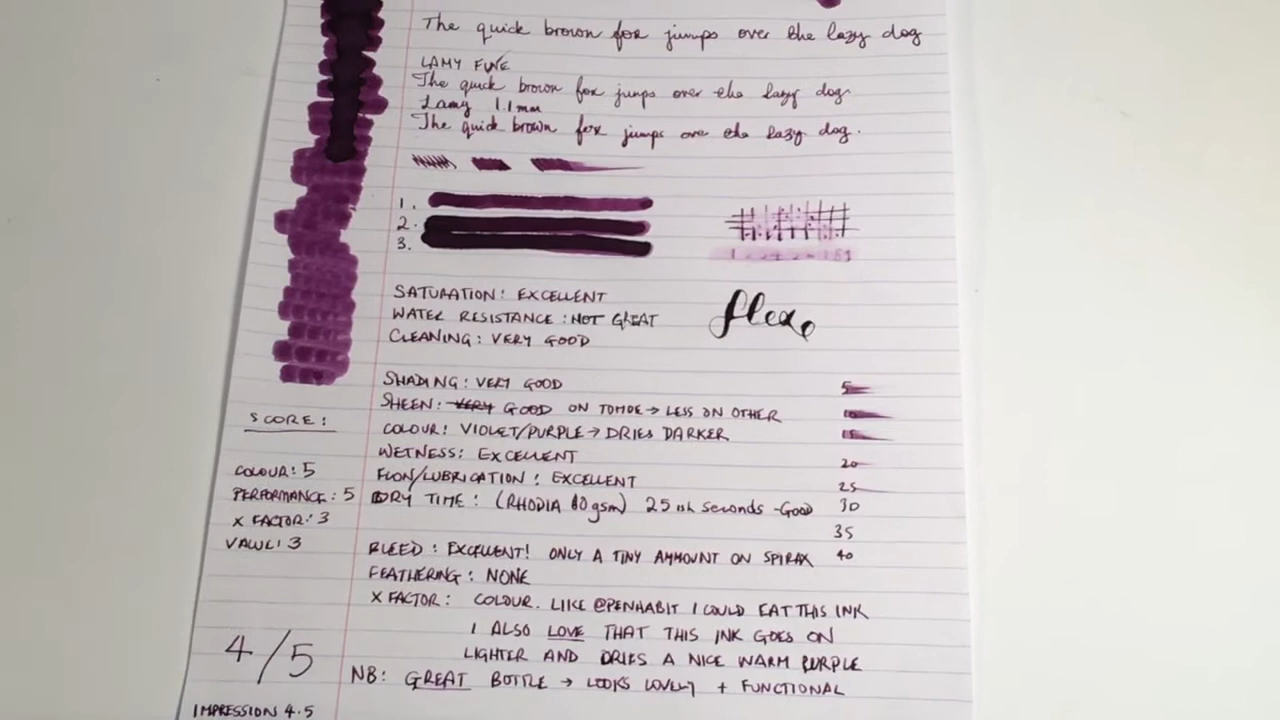 The quick brown fox jumps over the lazy dog
LAMY FINE
The quick brown fox jumps over the lazy dog.
Lamy 1.1mm
The quick brown fox jumps over the lazy dog.
1.
2.
3.
flex
SATURATION: EXCELLENT
WATER RESISTANCE: NOT GREAT
CLEANING: VERY GOOD
SHADING: VERY GOOD
SHEEN: VERY GOOD ON TOMOE → LESS ON OTHER
COLOUR: VIOLET/PURPLE → DRIES DARKER
WETNESS: EXCELLENT
FLOW/LUBRICATION: EXCELLENT
DRY TIME: (RHODIA 80gsm) 25 ish seconds - GOOD
5
10
15
20
25
30
35
40
BLEED: EXCELLENT! ONLY A TINY AMMOUNT ON SPIRAX
FEATHERING: NONE
X FACTOR: COLOUR. LIKE @PENHABIT I COULD EAT THIS INK
I ALSO LOVE THAT THIS INK GOES ON
LIGHTER AND DRIES A NICE WARM PURPLE
NB: GREAT BOTTLE → LOOKS LOVELY + FUNCTIONAL
SCORE:
COLOUR: 5
PERFORMANCE: 5
X FACTOR: 3
VALUE: 3
4/5
IMPRESSION 4.5